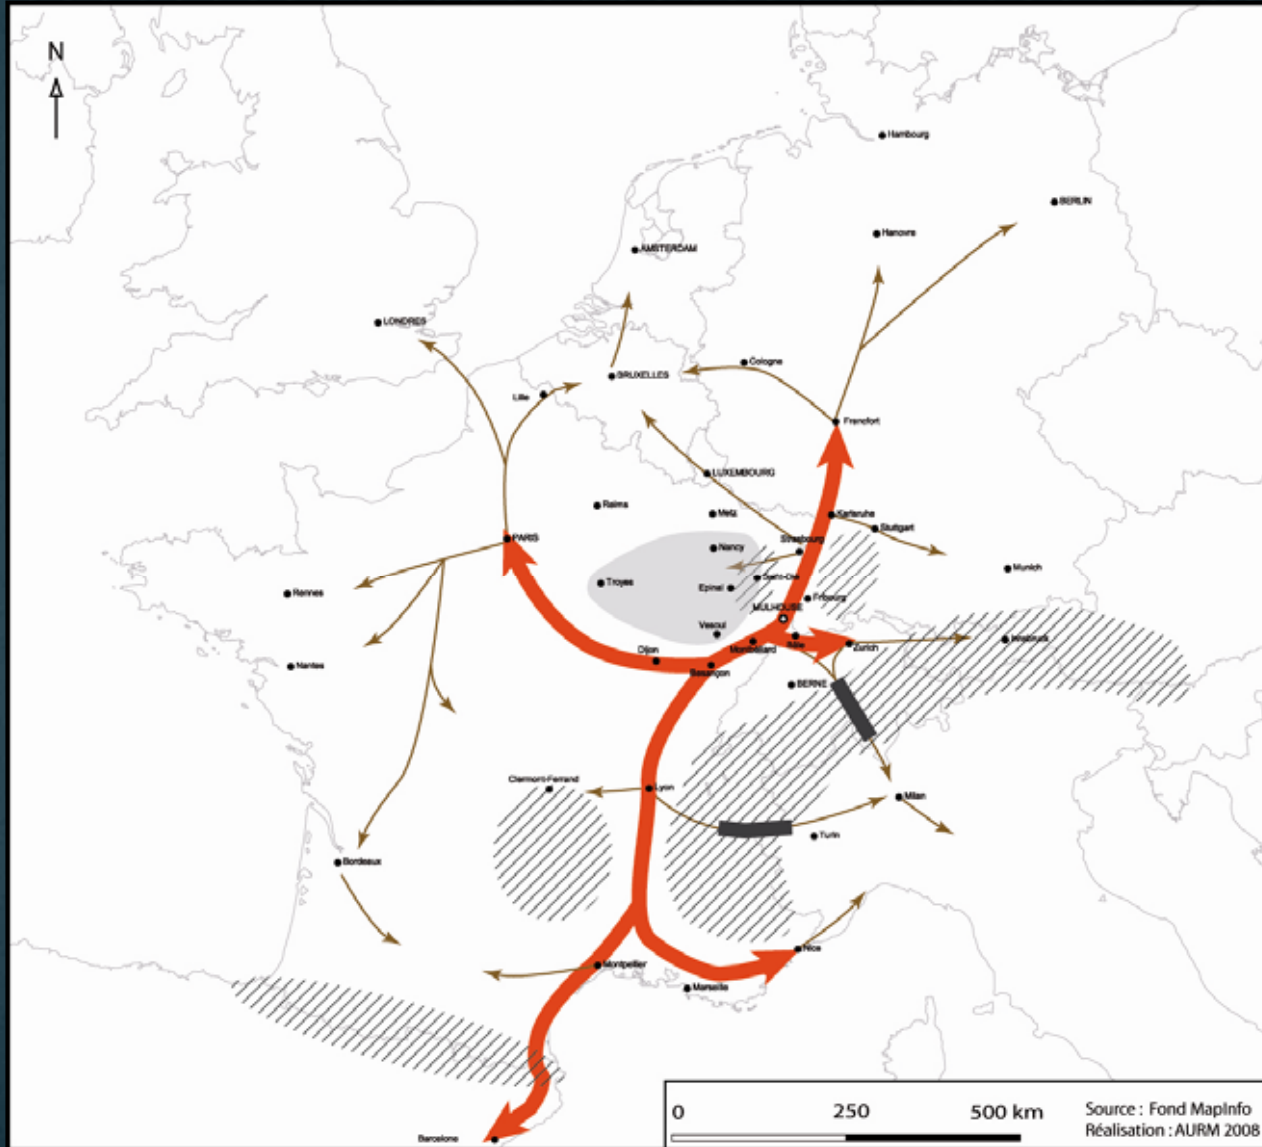 N
Hambourg
BERLIN
Hanovre
AMSTERDAM
LONDRES
Cologne
BRUXELLES
Lille
Francfort
LUXEMBOURG
Reims
Metz
Karlsruhe
Stuttgart
PARIS
Strasbourg
Nancy
Munich
Saint-Dié
Troyes
Epinal
Rennes
Fribourg
MULHOUSE
Vesoul
Innsbruck
Bâle
Zurich
Montbéliard
Dijon
Besançon
Nantes
BERNE
Clermont-Ferrand
Lyon
Milan
Turin
Bordeaux
Nice
Montpellier
Marseille
Barcelone
0 250 500 km
Source : Fond MapInfo
Réalisation : AURM 2008